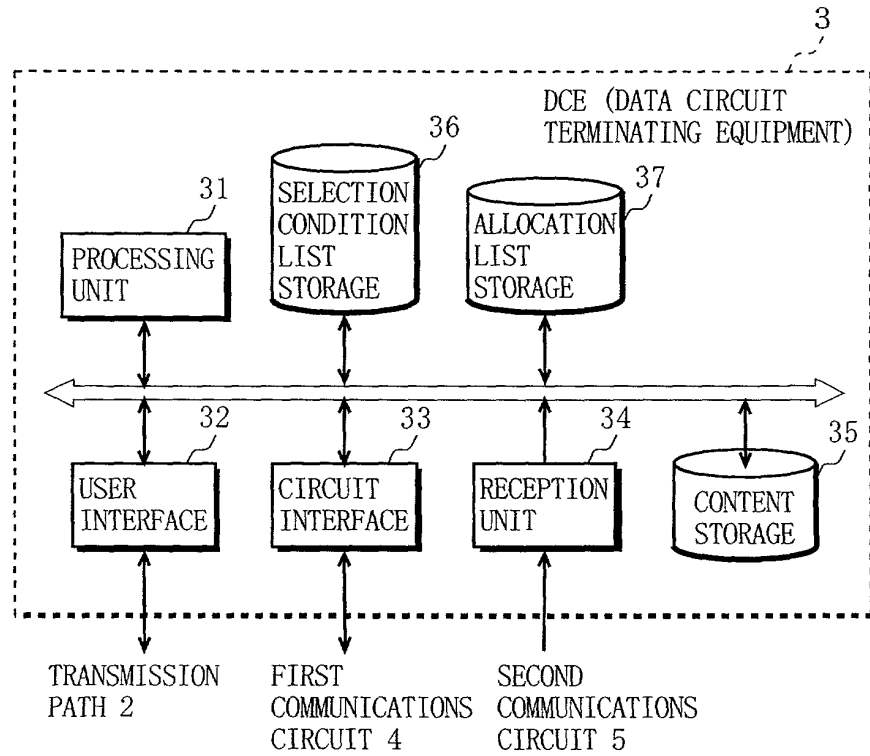 3
DCE (DATA CIRCUIT
TERMINATING EQUIPMENT)
36
SELECTION
CONDITION
LIST
STORAGE
37
ALLOCATION
LIST
STORAGE
31
PROCESSING
UNIT
32
USER
INTERFACE
33
CIRCUIT
INTERFACE
34
RECEPTION
UNIT
35
CONTENT
STORAGE
TRANSMISSION
PATH 2
FIRST
COMMUNICATIONS
CIRCUIT 4
SECOND
COMMUNICATIONS
CIRCUIT 5